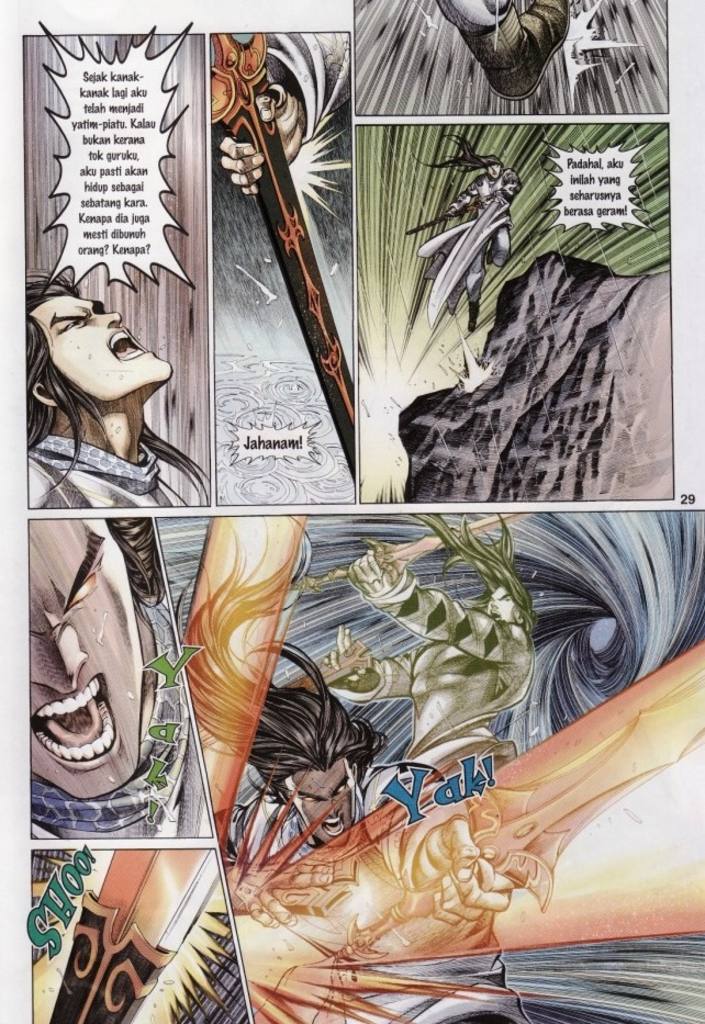 Sejak kanak-
kanak lagi aku
telah menjadi
yatim-piatu. Kalau
bukan kerana
tok guruku,
aku pasti akan
hidup sebagai
sebatang kara.
Kenapa dia juga
mesti dibunuh
orang? Kenapa?
Jahanam!
Padahal, aku
inilah yang
seharusnya
berasa geram!
29
Yak!
Yak!
SHOO!